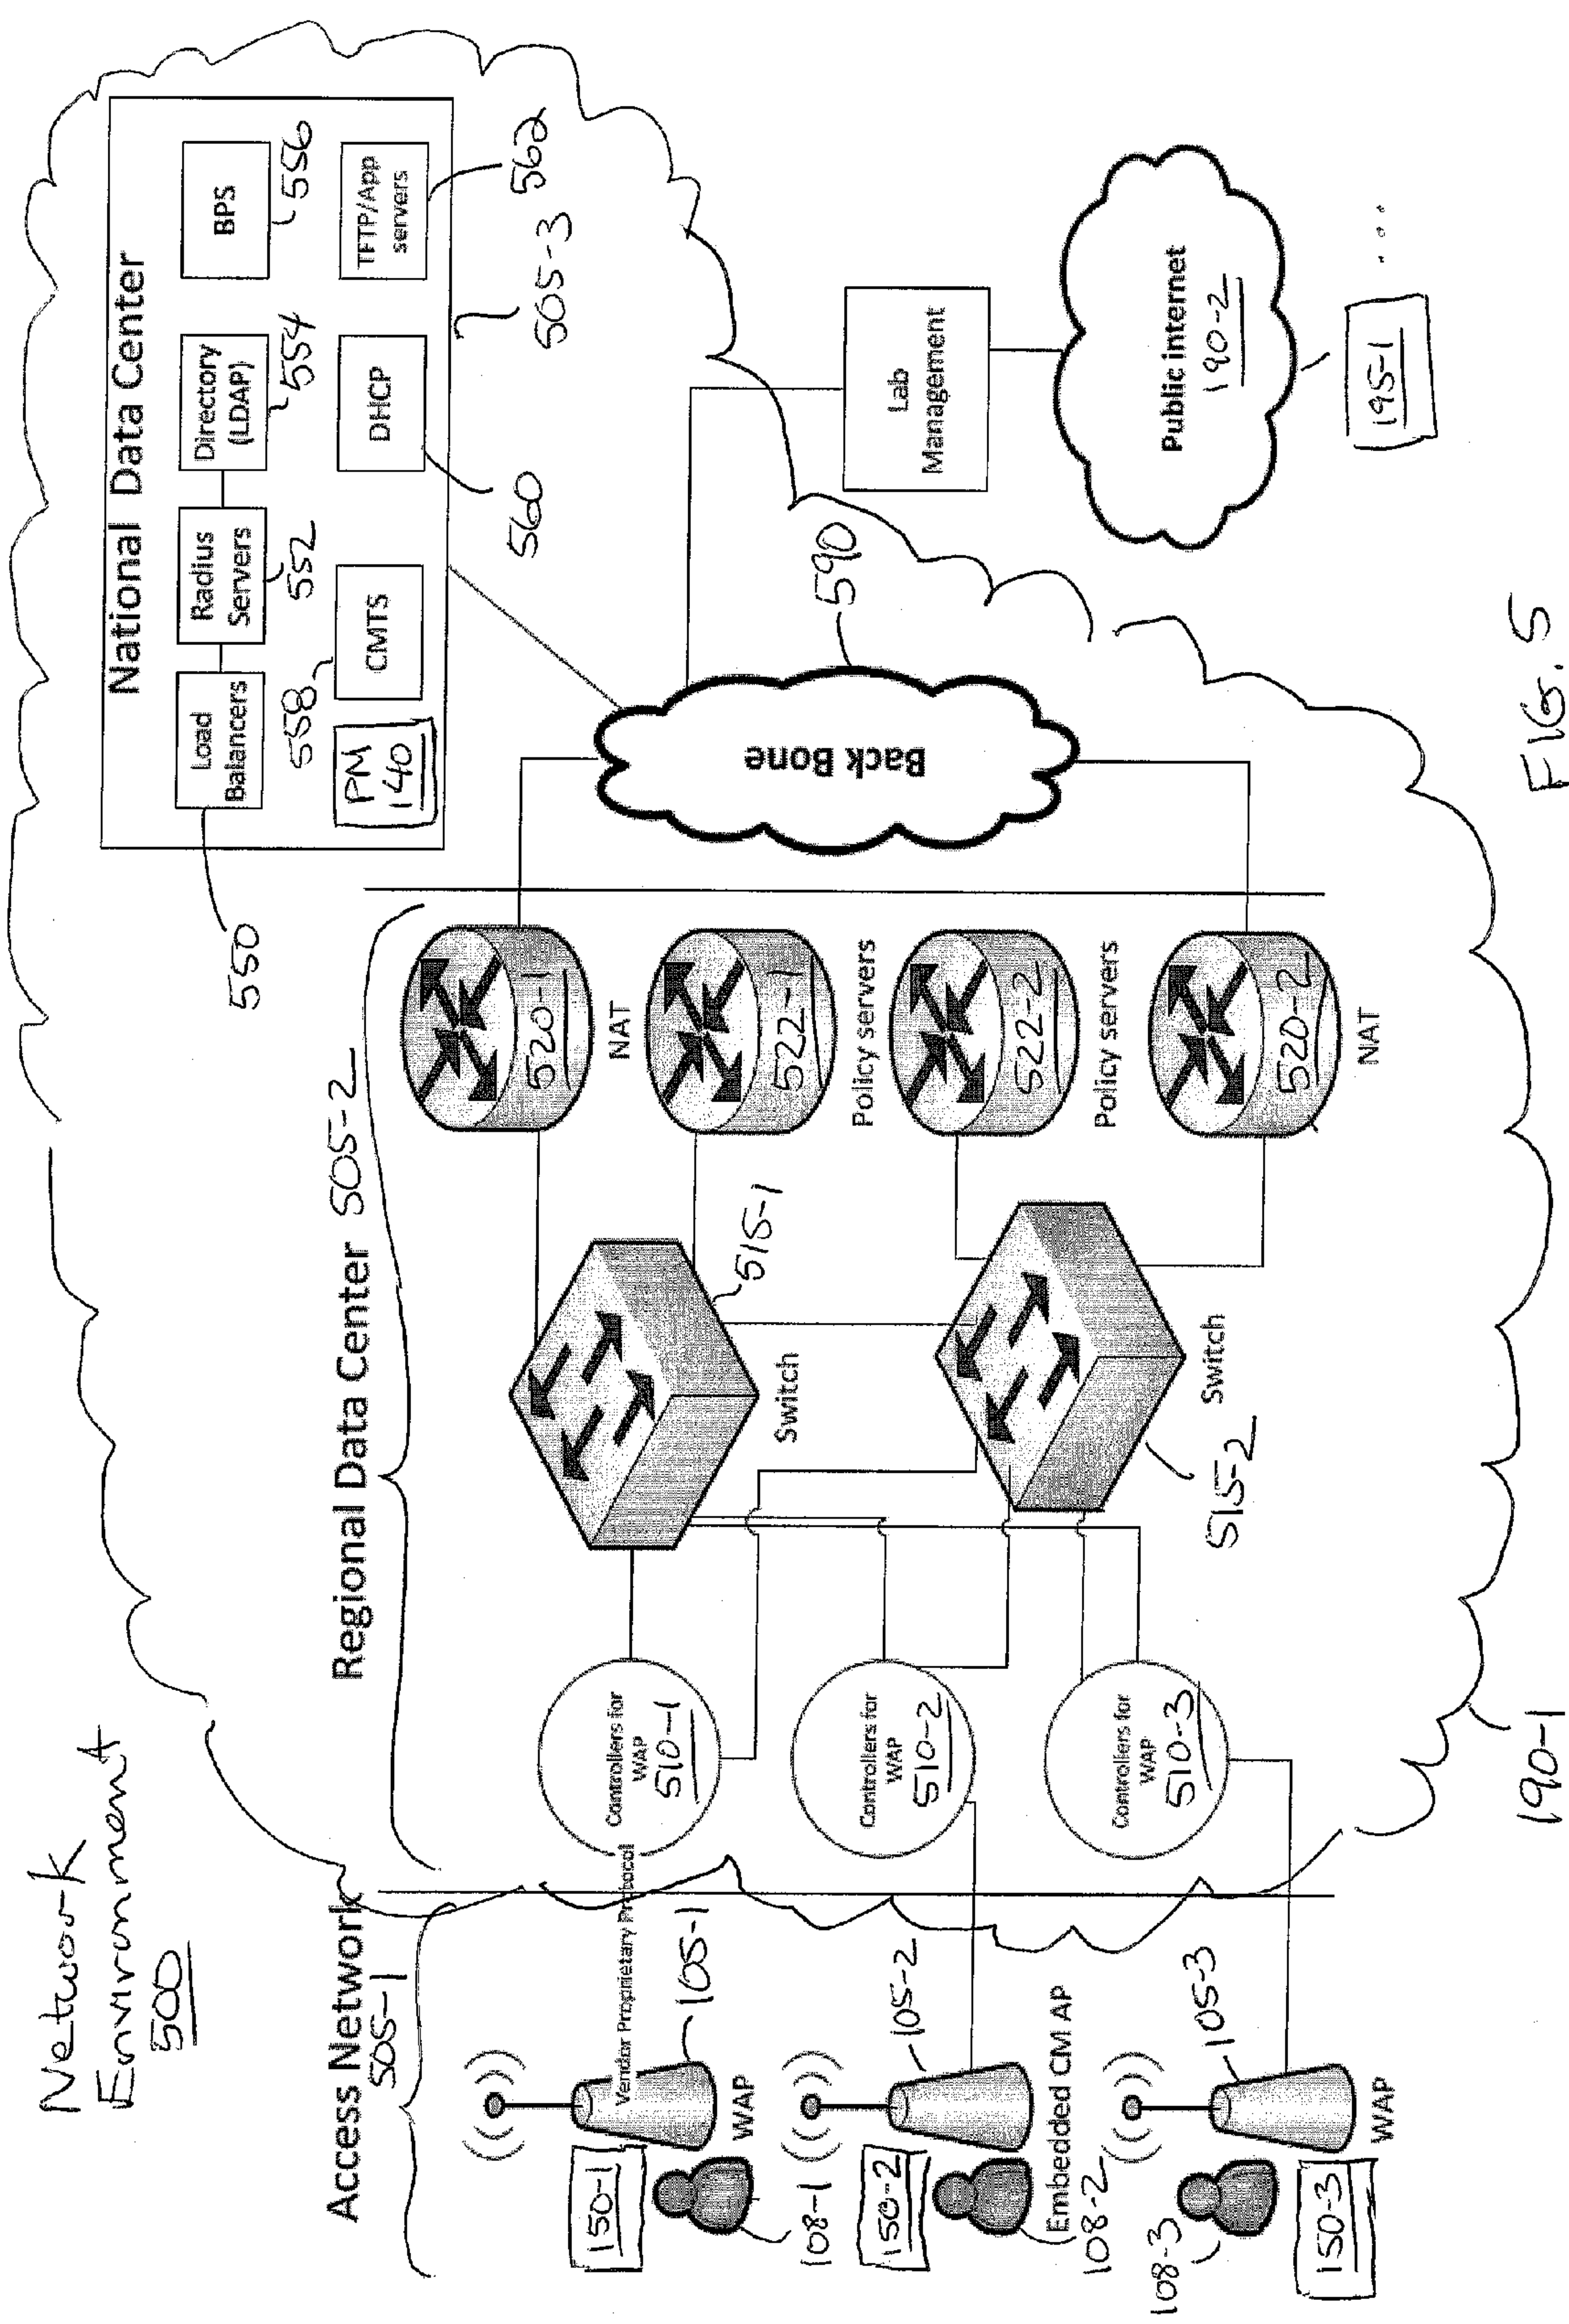 Network
Environment
500
Access Network
505-1
Regional Data Center 505-2
National Data Center
Load
Balancers
550
Radius
Servers
552
Directory
(LDAP)
554
BPS
556
PM
140
558
CMTS
DHCP
560
TFTP/App
servers
562
505-3
Vendor Proprietary Protocol
150-1
108-1
105-1
WAP
150-2
108-2
105-2
Embedded CM AP
150-3
108-3
105-3
WAP
Controllers for
WAP
510-1
Controllers for
WAP
510-2
Controllers for
WAP
510-3
515-1
Switch
515-2
Switch
520-1
NAT
522-1
Policy servers
522-2
Policy servers
520-2
NAT
Back Bone
590
Lab
Management
Public internet
190-2
195-1 ....
190-1
FIG. 5